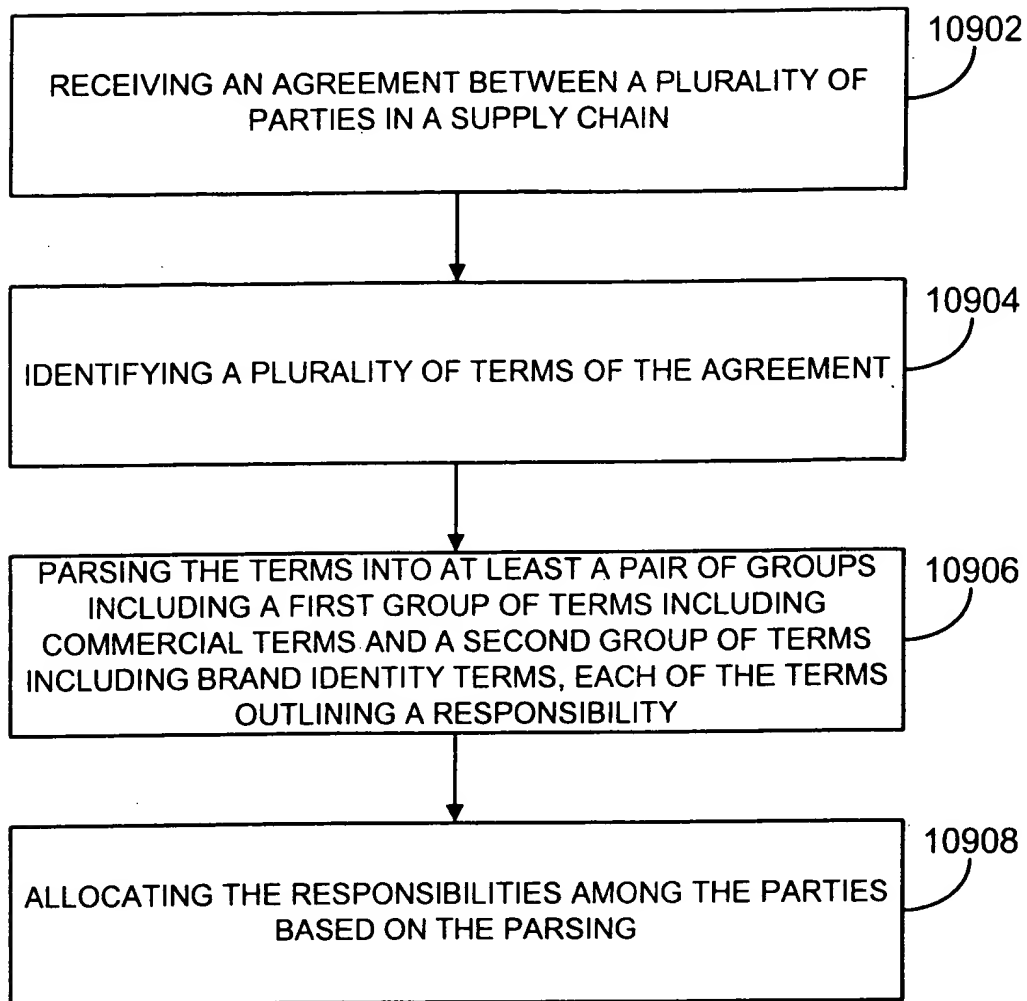 10902
RECEIVING AN AGREEMENT BETWEEN A PLURALITY OF
PARTIES IN A SUPPLY CHAIN
10904
IDENTIFYING A PLURALITY OF TERMS OF THE AGREEMENT
10906
PARSING THE TERMS INTO AT LEAST A PAIR OF GROUPS
INCLUDING A FIRST GROUP OF TERMS INCLUDING
COMMERCIAL TERMS AND A SECOND GROUP OF TERMS
INCLUDING BRAND IDENTITY TERMS, EACH OF THE TERMS
OUTLINING A RESPONSIBILITY
10908
ALLOCATING THE RESPONSIBILITIES AMONG THE PARTIES
BASED ON THE PARSING